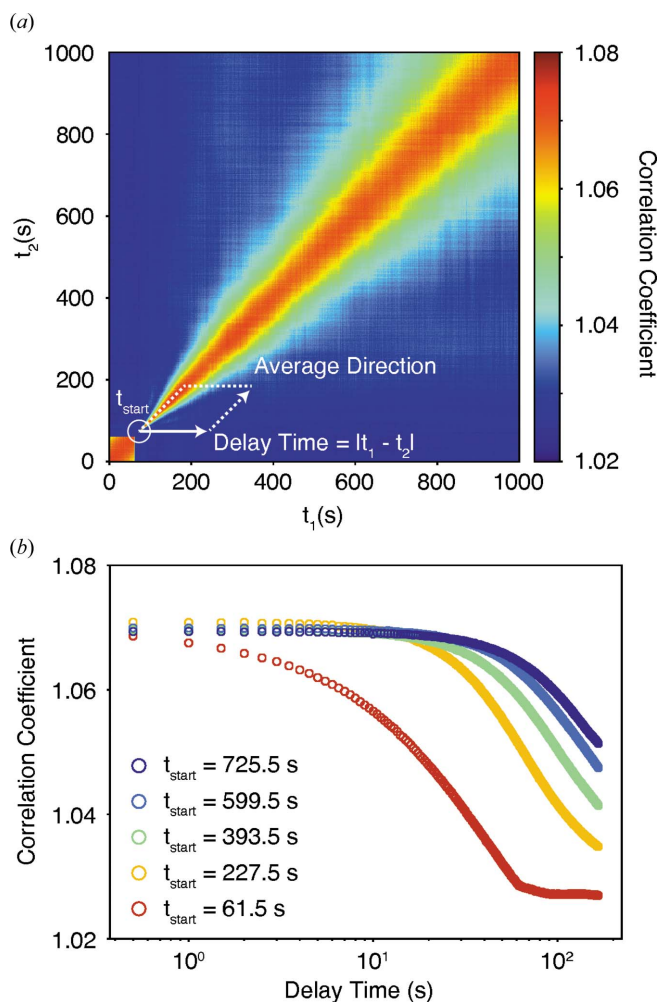 (a)
1000
800
600
400
200
0
t2(s)
0 200 400 600 800 1000
t1(s)
tstart
Average Direction
Delay Time = |t1 - t2|
1.08
1.06
1.04
1.02
Correlation Coefficient
(b)
1.08
1.06
1.04
1.02
Correlation Coefficient
tstart = 725.5 s
tstart = 599.5 s
tstart = 393.5 s
tstart = 227.5 s
tstart = 61.5 s
10^0 10^1 10^2
Delay Time (s)